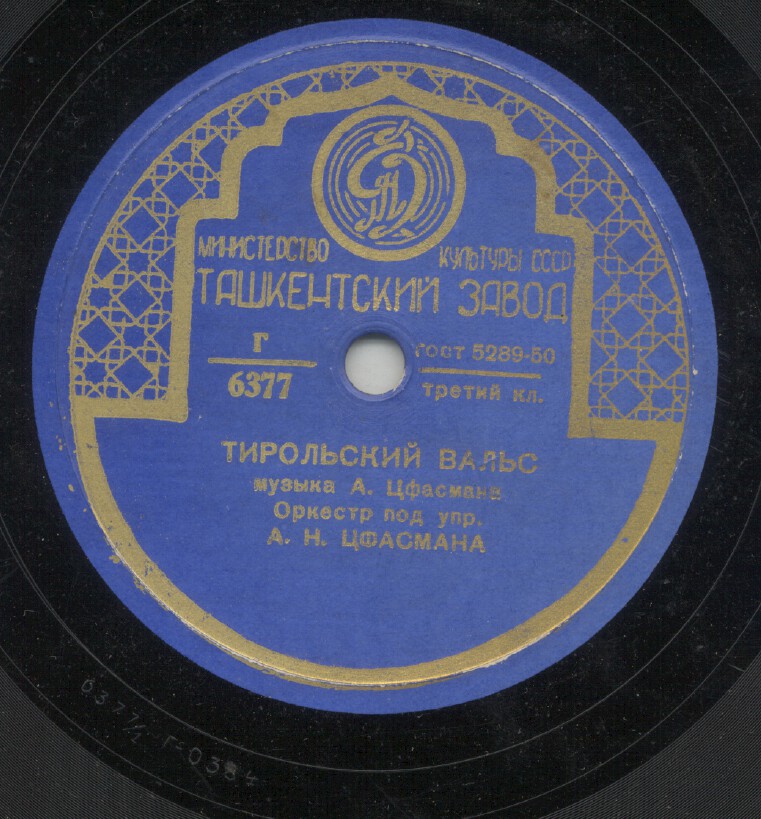 МИНИСТЕРСТВО КУЛЬТУРЫ СССР
ТАШКЕНТСКИЙ ЗАВОД
Г
6377
ГОСТ 5289-50
третий кл.
ТИРОЛЬСКИЙ ВАЛЬС
музыка А. Цфасмана
Оркестр под упр.
А. Н. ЦФАСМАНА